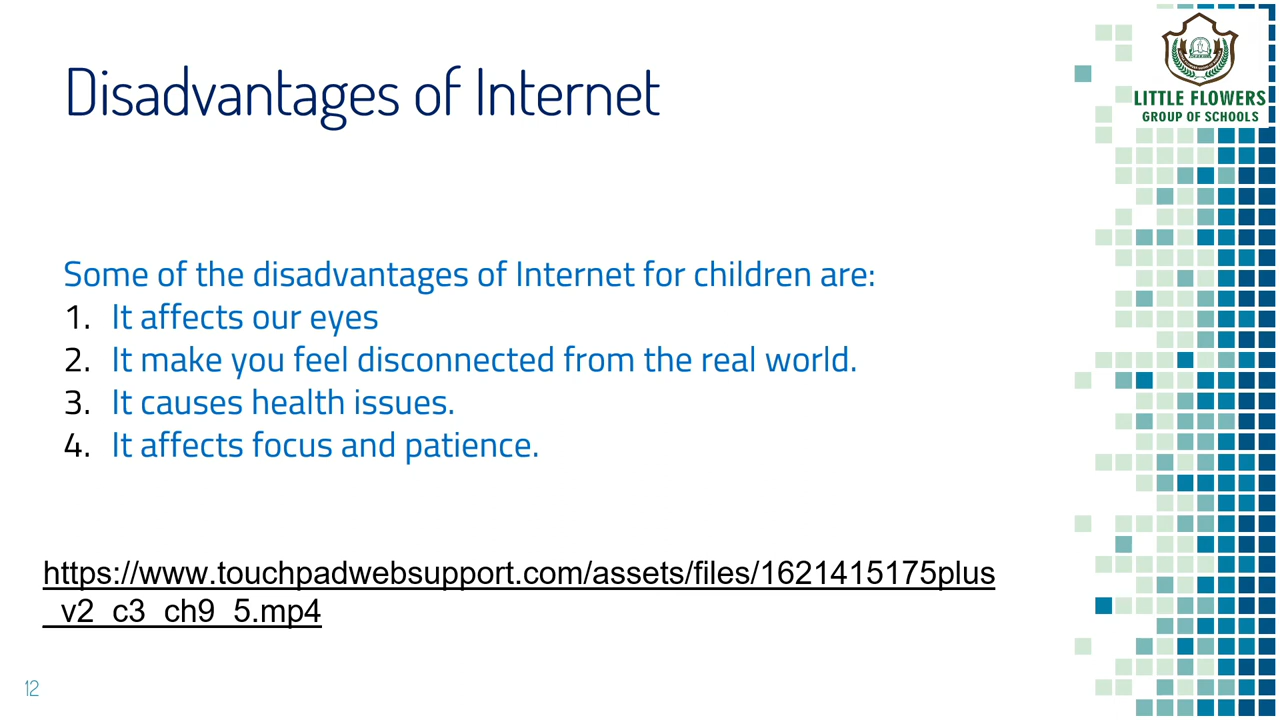 LITTLE FLOWERS
GROUP OF SCHOOLS
Disadvantages of Internet
Some of the disadvantages of Internet for children are:
1. It affects our eyes
2. It make you feel disconnected from the real world.
3. It causes health issues.
4. It affects focus and patience.
https://www.touchpadwebsupport.com/assets/files/1621415175plus
_v2_c3_ch9_5.mp4
12